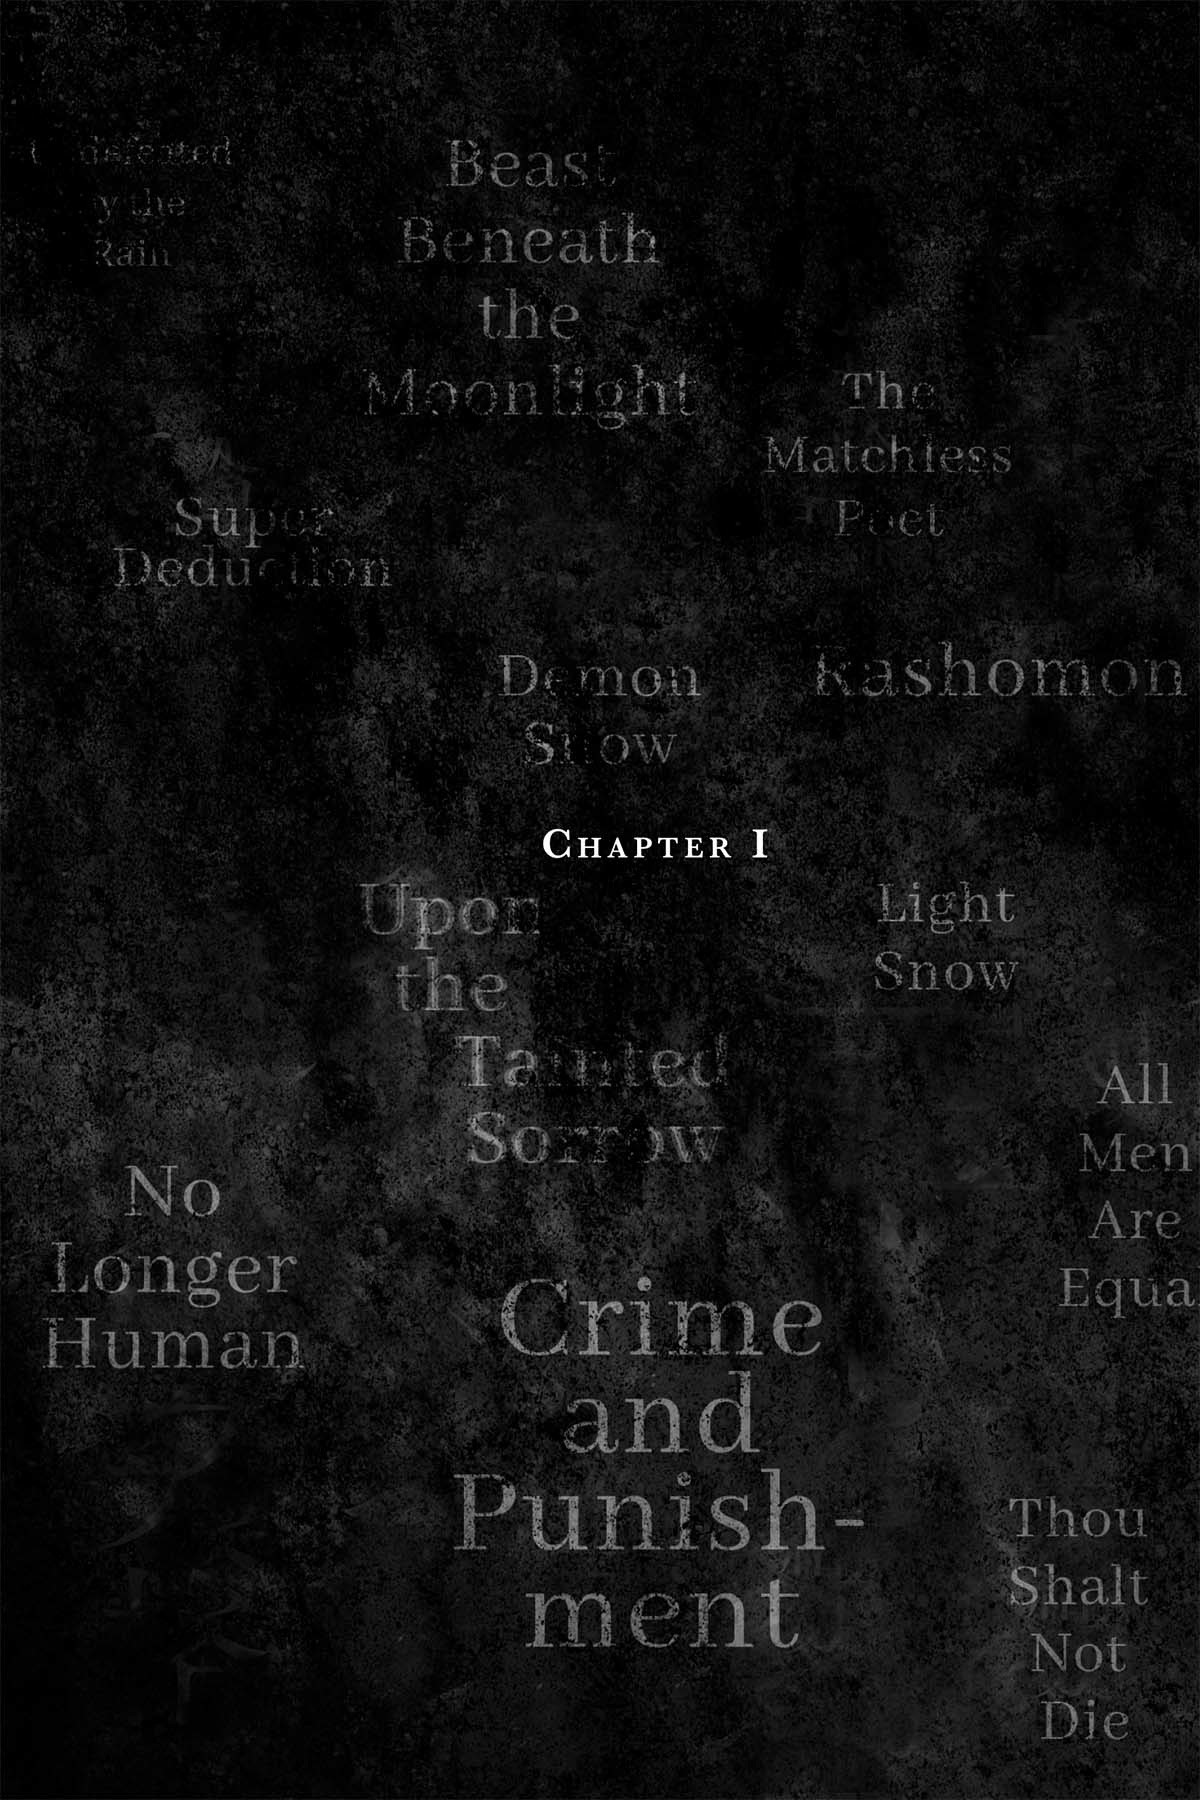 defeated
y the
Rain
Beast
Beneath
the
Moonlight
The
Matchless
Poet
Super
Deduction
Demon
Snow
Rashomon
CHAPTER I
Upon
the
Tainted
Sorrow
Light
Snow
All
Men
Are
Equa
No
Longer
Human
Crime
and
Punish-
ment
Thou
Shalt
Not
Die